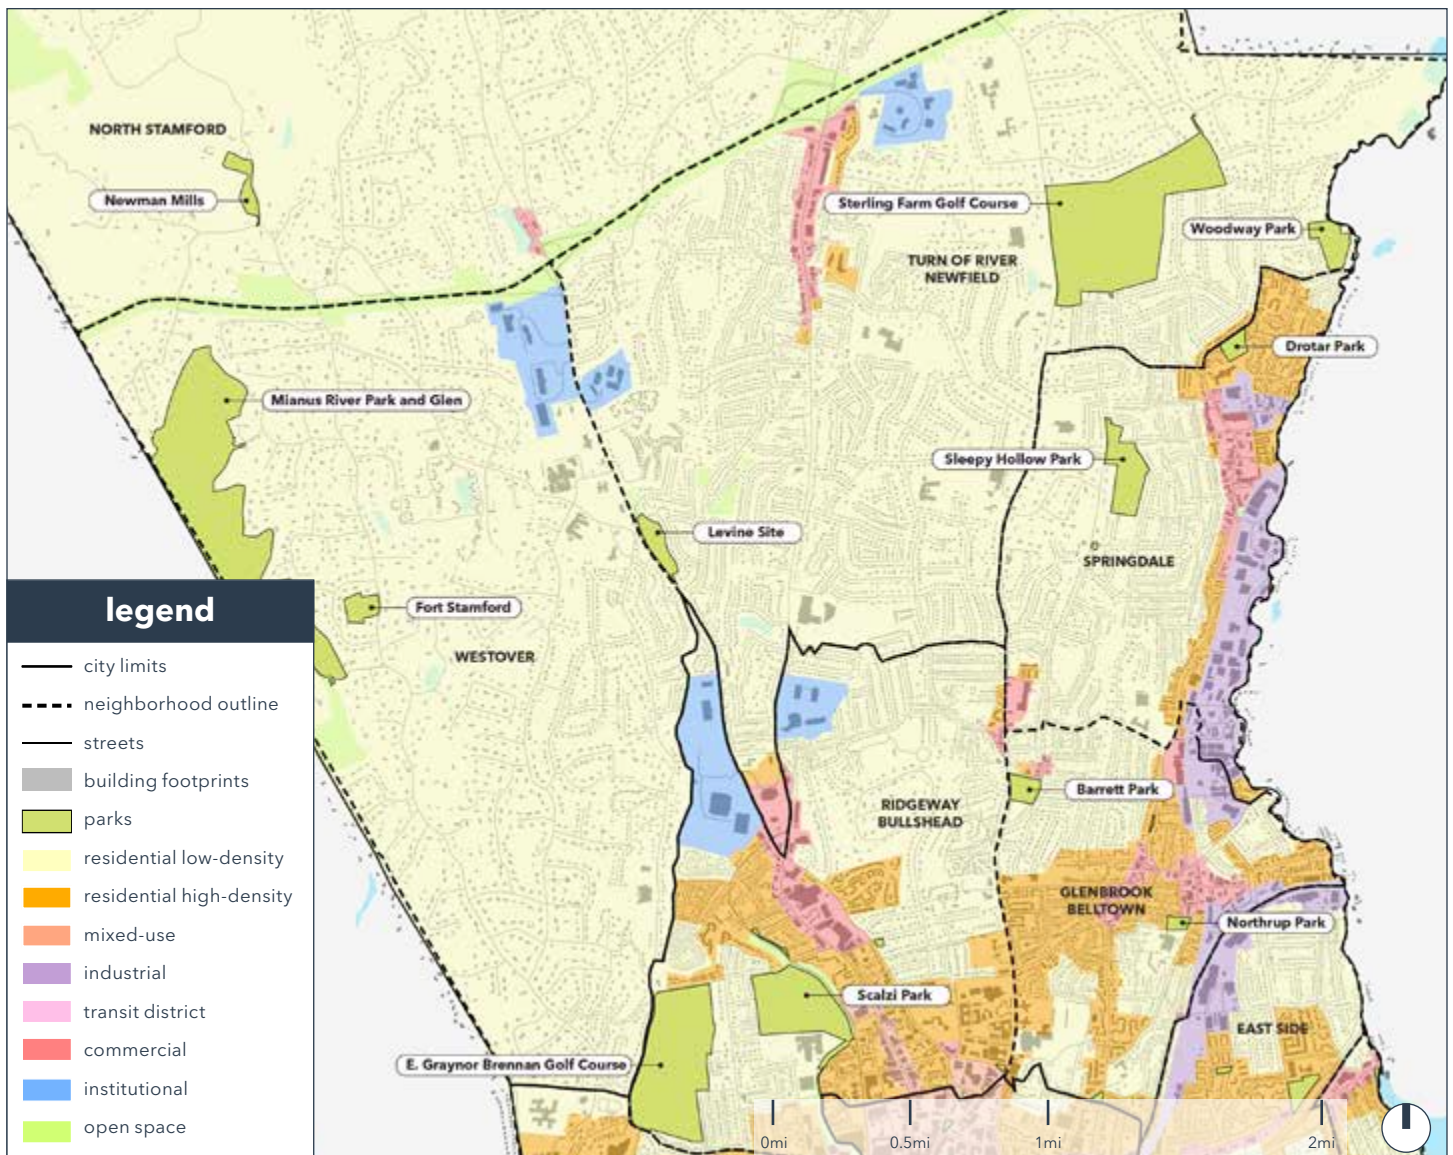 NORTH STAMFORD
Newman Mills
Sterling Farm Golf Course
Woodway Park
TURN OF RIVER
NEWFIELD
Drotar Park
Mianus River Park and Glen
Sleepy Hollow Park
Levine Site
SPRINGDALE
Fort Stamford
WESTOVER
Barrett Park
RIDGEWAY
BULLSHEAD
GLENBROOK
BELLTOWN
Northrup Park
Scalzi Park
EAST SIDE
E. Graynor Brennan Golf Course
legend
city limits
neighborhood outline
streets
building footprints
parks
residential low-density
residential high-density
mixed-use
industrial
transit district
commercial
institutional
open space
0mi 0.5mi 1mi 2mi